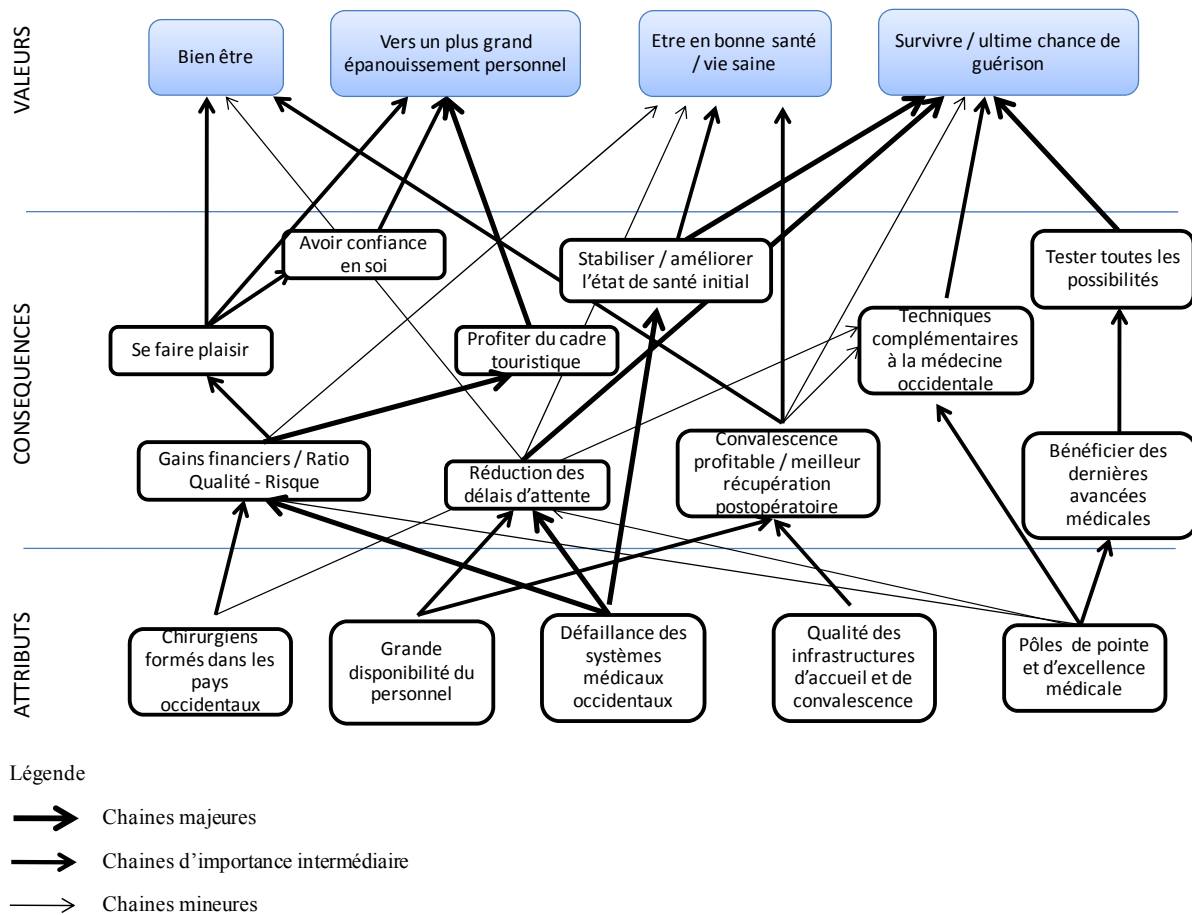 VALEURS
Bien être
Vers un plus grand
épanouissement personnel
Etre en bonne santé
/ vie saine
Survivre / ultime chance de
guérison
CONSEQUENCES
Avoir confiance
en soi
Stabiliser / améliorer
l'état de santé initial
Tester toutes les
possibilités
Se faire plaisir
Profiter du cadre
touristique
Techniques
complémentaires
à la médecine
occidentale
Gains financiers / Ratio
Qualité - Risque
Réduction des
délais d'attente
Convalescence
profitable / meilleur
récupération
postopératoire
Bénéficier des
dernières
avancées
médicales
ATTRIBUTS
Chirurgiens
formés dans les
pays
occidentaux
Grande
disponibilité du
personnel
Défaillance des
systèmes
médicaux
occidentaux
Qualité des
infrastructures
d'accueil et de
convalescence
Pôles de pointe
et d'excellence
médicale
Légende
Chaines majeures
Chaines d'importance intermédiaire
Chaines mineures